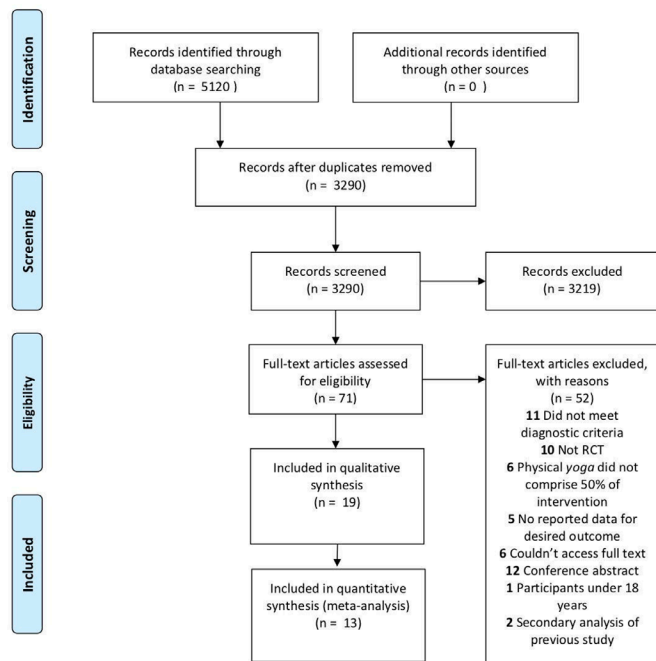 Identification
Records identified through
database searching
(n = 5120 )
Additional records identified
through other sources
(n = 0 )
Records after duplicates removed
(n = 3290)
Screening
Records screened
(n = 3290)
Records excluded
(n = 3219)
Eligibility
Full-text articles assessed
for eligibility
(n = 71)
Full-text articles excluded,
with reasons
(n = 52)
11 Did not meet
diagnostic criteria
10 Not RCT
6 Physical yoga did not
comprise 50% of
intervention
5 No reported data for
desired outcome
6 Couldn't access full text
12 Conference abstract
1 Participants under 18
years
2 Secondary analysis of
previous study
Included in qualitative
synthesis
(n = 19)
Included
Included in quantitative
synthesis (meta-analysis)
(n = 13)